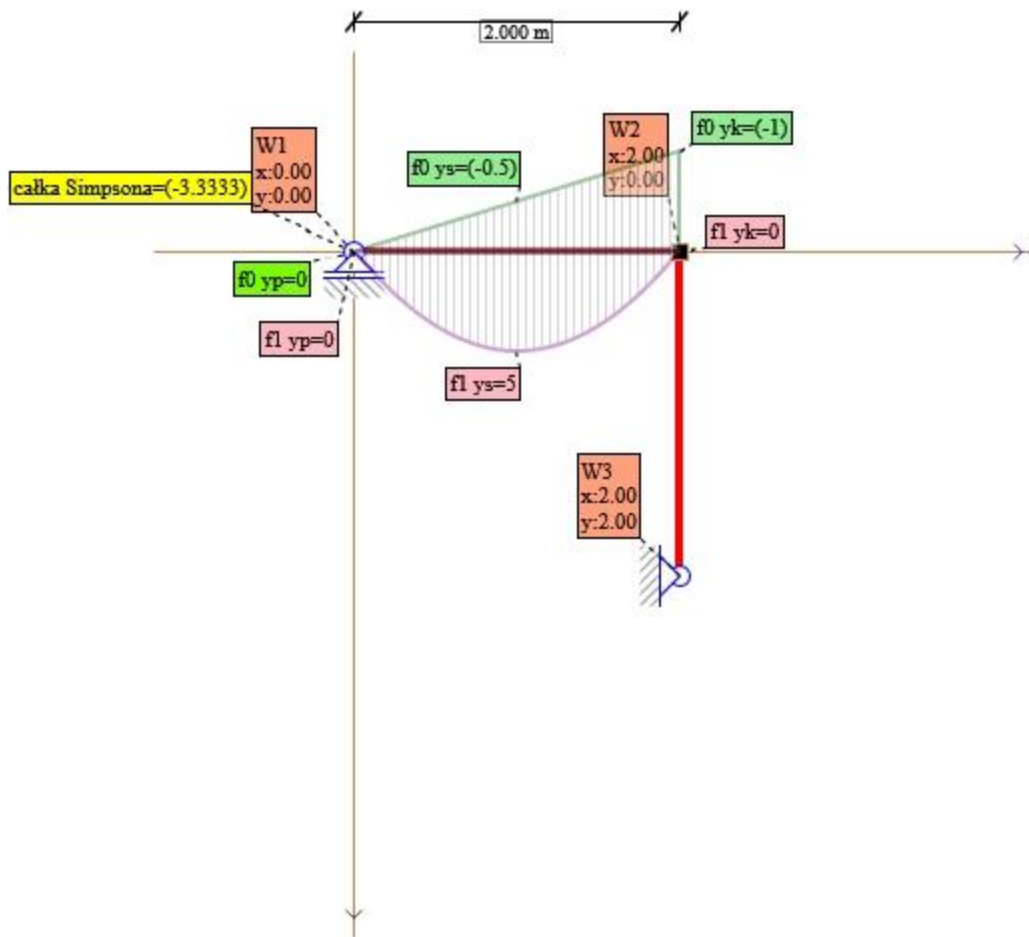 2.000 m
W1
x:0.00
y:0.00
W2
x:2.00
y:0.00
f0 yk=(-1)
f0 ys=(-0.5)
całka Simpsona=(-3.3333)
f1 yk=0
f0 yp=0
f1 yp=0
f1 ys=5
W3
x:2.00
y:2.00